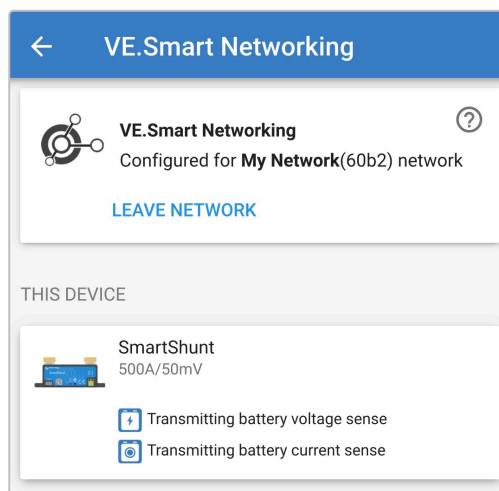 VE.Smart Networking
VE.Smart Networking
Configured for My Network(60b2) network
LEAVE NETWORK
THIS DEVICE
SmartShunt
500A/50mV
Transmitting battery voltage sense
Transmitting battery current sense